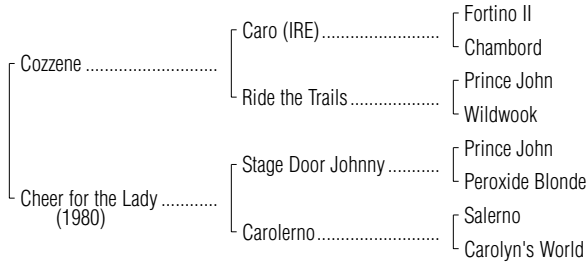 Fortino II
Caro (IRE)
Chambord
Cozzene
Prince John
Ride the Trails
Wildwook
Prince John
Stage Door Johnny
Peroxide Blonde
Cheer for the Lady
(1980)
Salerno
Carolerno
Carolyn's World